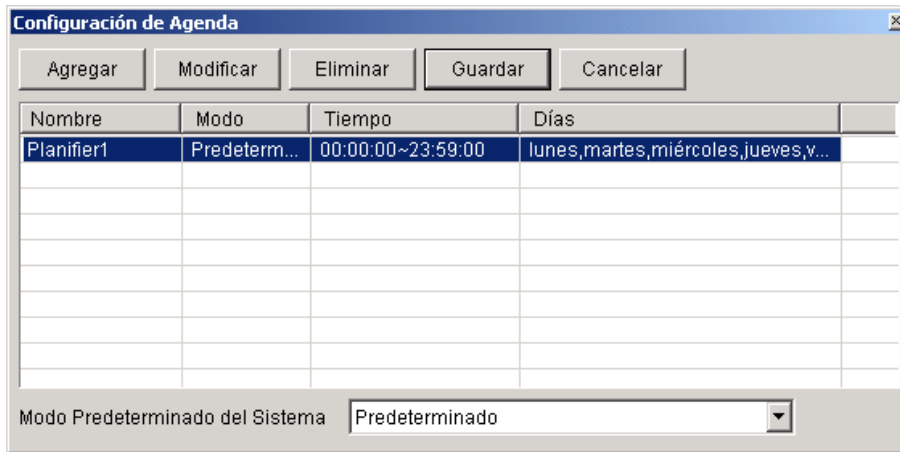 Configuración de Agenda
Agregar Modificar Eliminar Guardar Cancelar
Nombre Modo Tiempo Días
Planifier1 Predeterm... 00:00:00~23:59:00 lunes,martes,miércoles,jueves,v...
Modo Predeterminado del Sistema Predeterminado